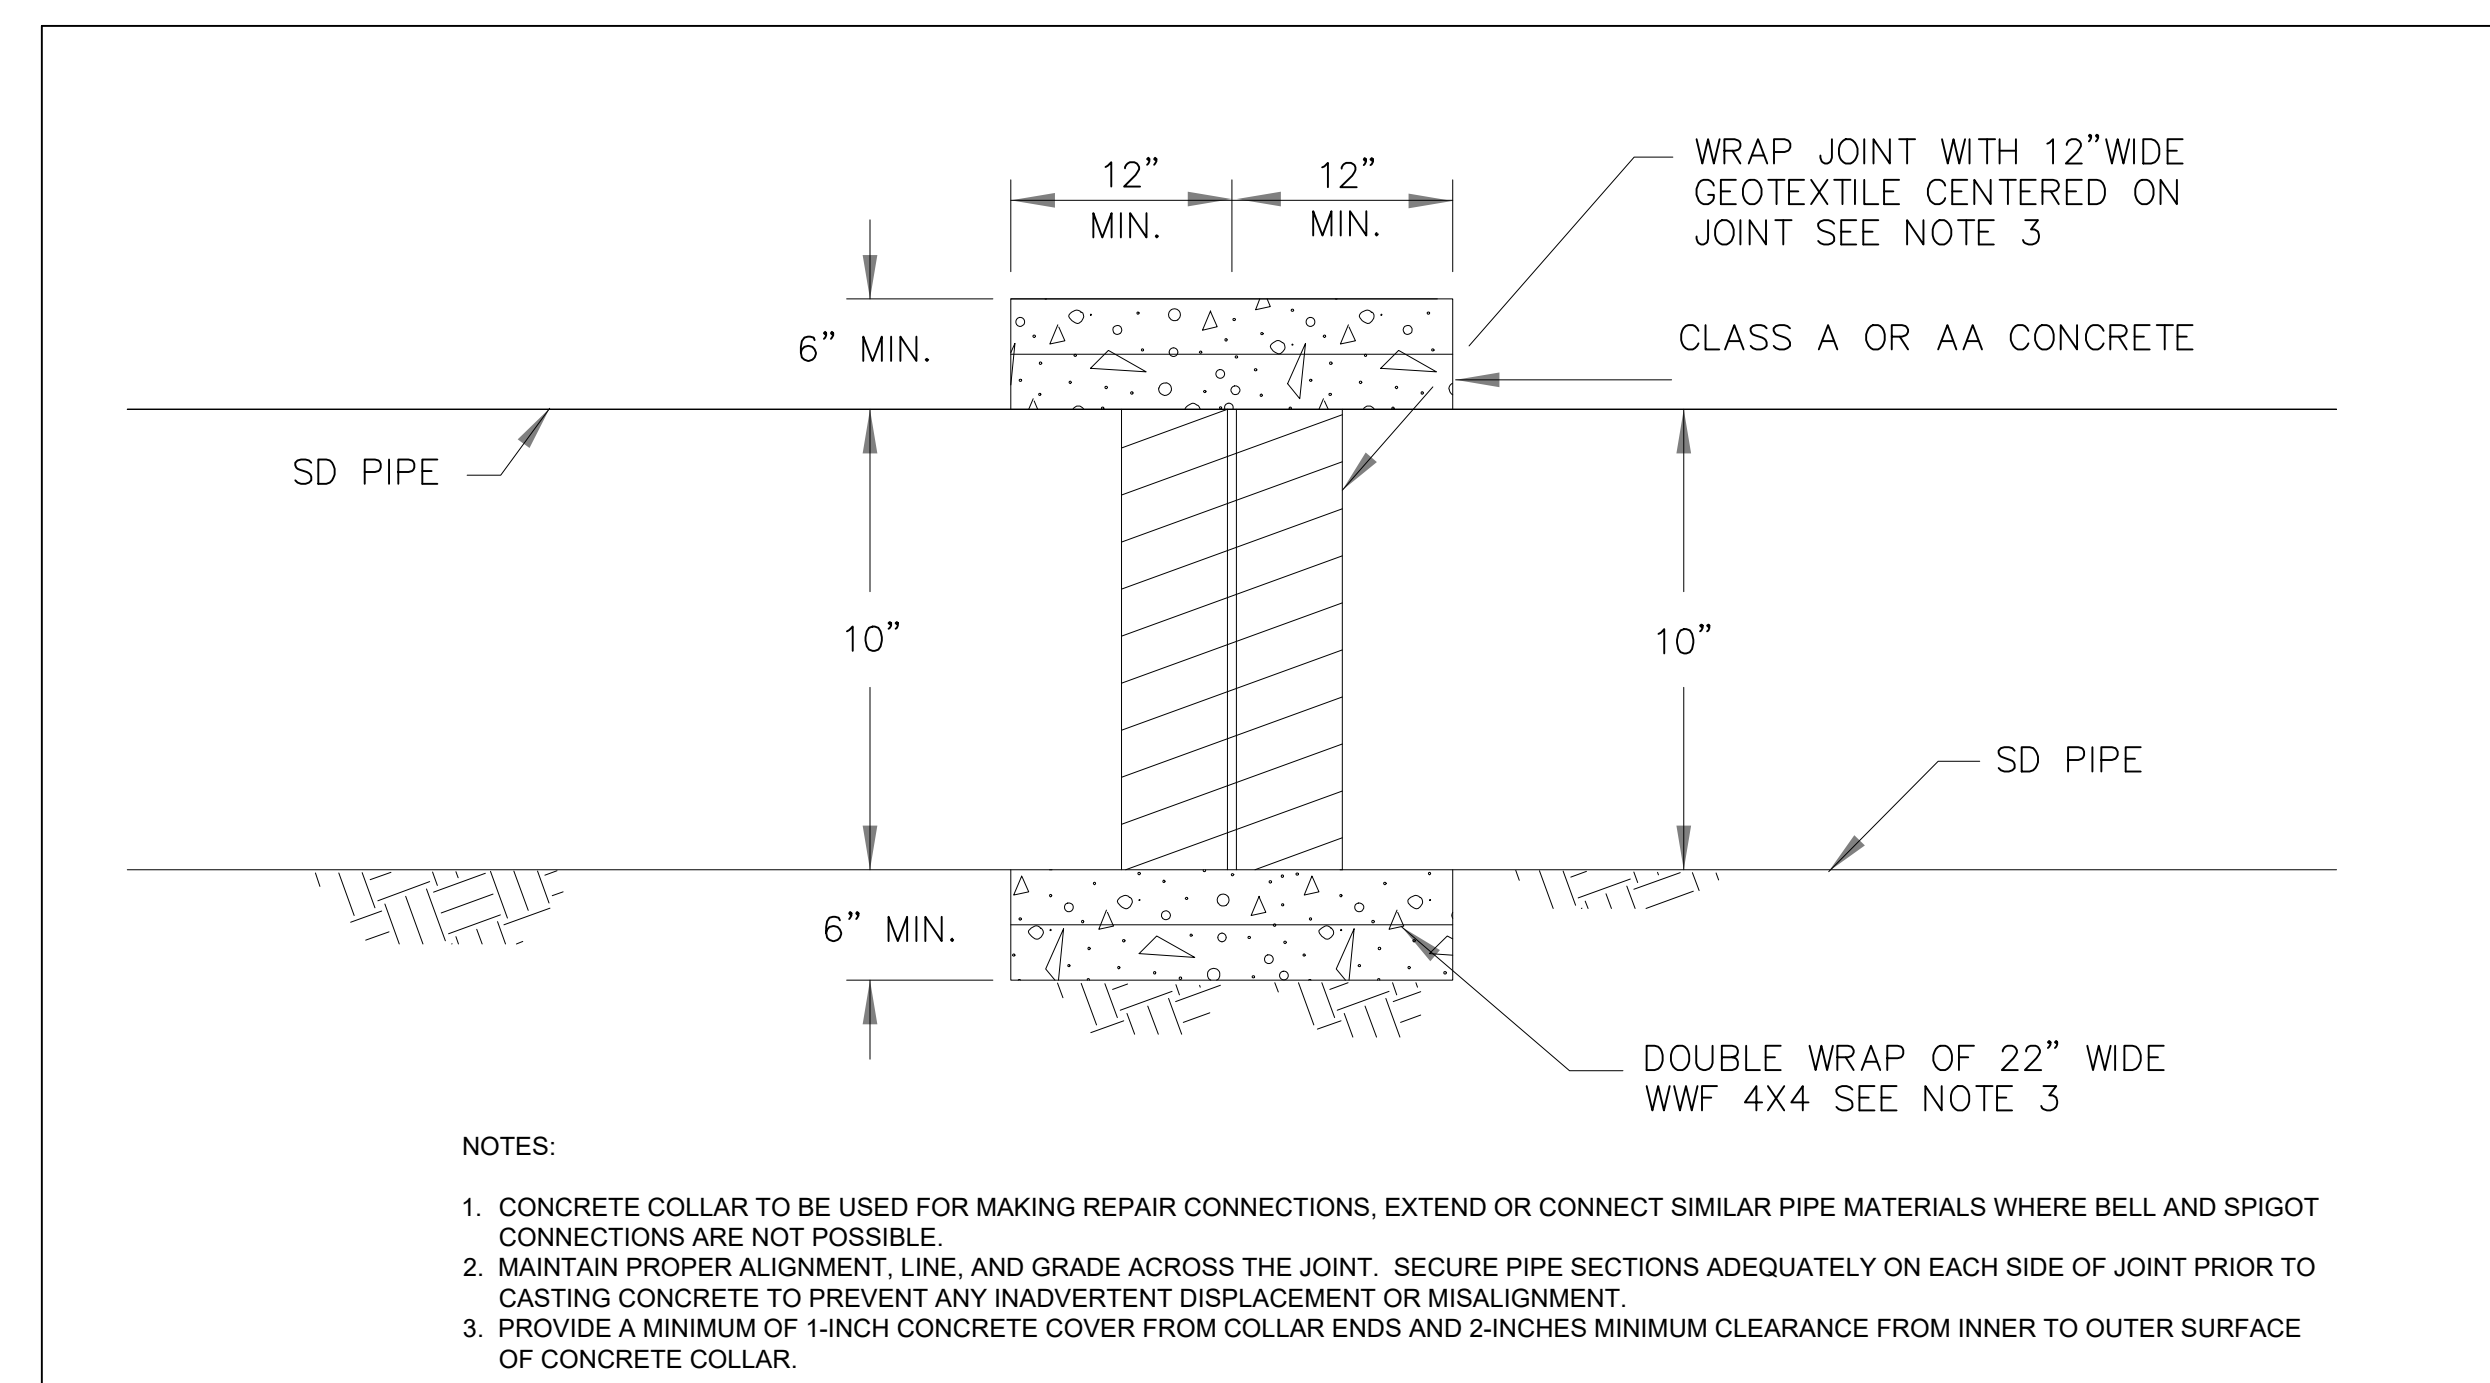 12” 12”
MIN. MIN.
WRAP JOINT WITH 12”WIDE
GEOTEXTILE CENTERED ON
JOINT SEE NOTE 3
6” MIN.
CLASS A OR AA CONCRETE
SD PIPE
10” 10”
SD PIPE
6” MIN.
DOUBLE WRAP OF 22” WIDE
WWF 4X4 SEE NOTE 3
NOTES:
1. CONCRETE COLLAR TO BE USED FOR MAKING REPAIR CONNECTIONS, EXTEND OR CONNECT SIMILAR PIPE MATERIALS WHERE BELL AND SPIGOT
CONNECTIONS ARE NOT POSSIBLE.
2. MAINTAIN PROPER ALIGNMENT, LINE, AND GRADE ACROSS THE JOINT. SECURE PIPE SECTIONS ADEQUATELY ON EACH SIDE OF JOINT PRIOR TO
CASTING CONCRETE TO PREVENT ANY INADVERTENT DISPLACEMENT OR MISALIGNMENT.
3. PROVIDE A MINIMUM OF 1-INCH CONCRETE COVER FROM COLLAR ENDS AND 2-INCHES MINIMUM CLEARANCE FROM INNER TO OUTER SURFACE
OF CONCRETE COLLAR.